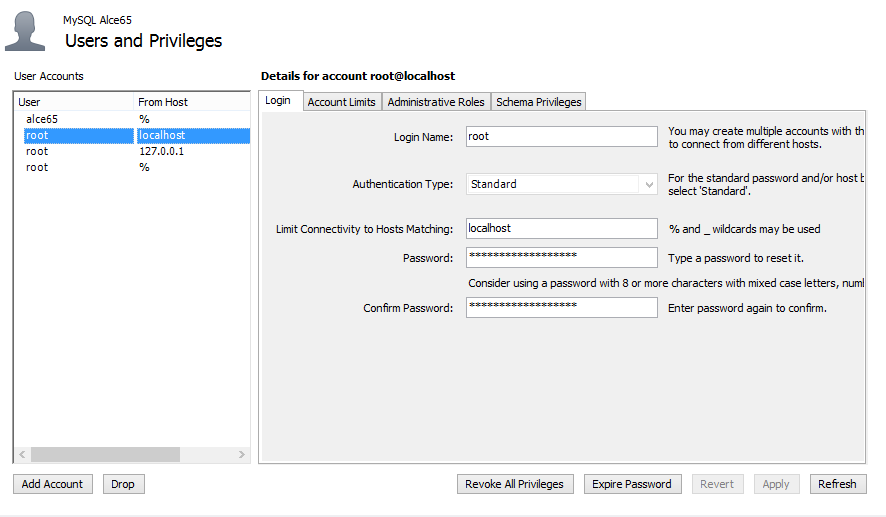 MySQL Alce65
Users and Privileges
User Accounts
Details for account root@localhost
User From Host
alce65 %
root localhost
root 127.0.0.1
root %
Login Account Limits Administrative Roles Schema Privileges
Login Name: root You may create multiple accounts with th
to connect from different hosts.
Authentication Type: Standard For the standard password and/or host b
select 'Standard'.
Limit Connectivity to Hosts Matching: localhost % and _ wildcards may be used
Password: ****************** Type a password to reset it.
Consider using a password with 8 or more characters with mixed case letters, num
Confirm Password: ****************** Enter password again to confirm.
Add Account Drop Revoke All Privileges Expire Password Revert Apply Refresh